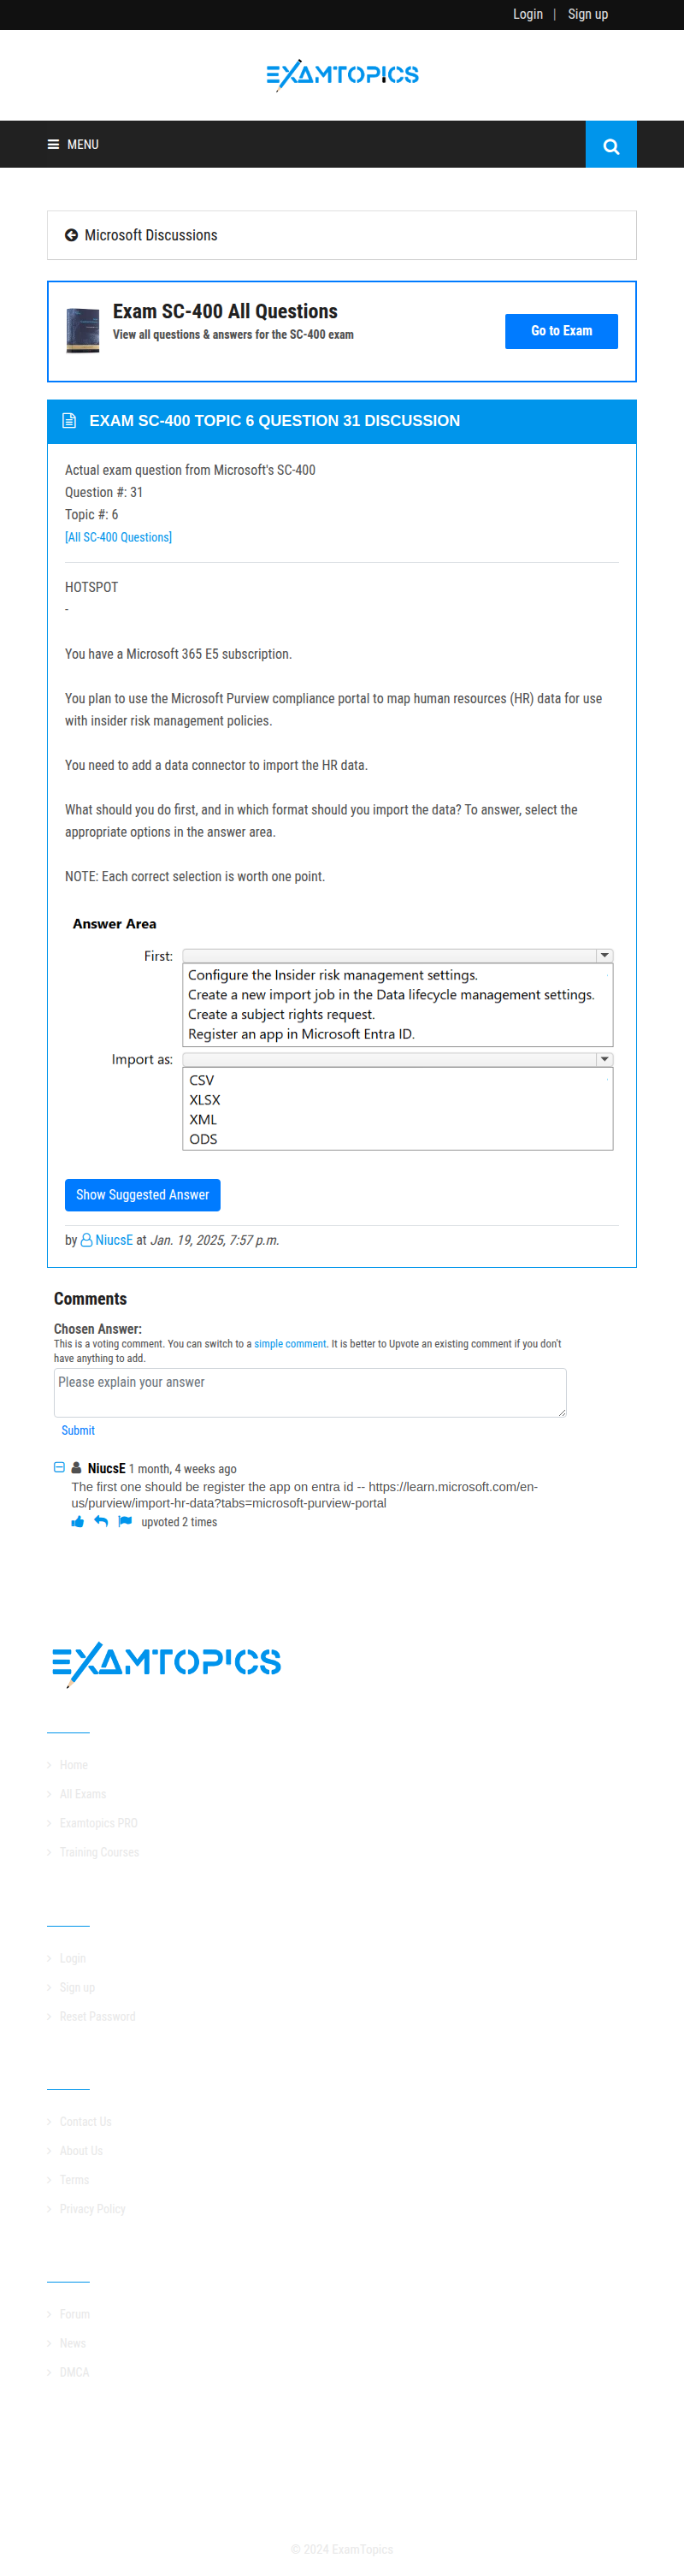 Login | Sign up
EXAMTOPICS
MENU
Microsoft Discussions
Exam SC-400 All Questions
View all questions & answers for the SC-400 exam
Go to Exam
EXAM SC-400 TOPIC 6 QUESTION 31 DISCUSSION
Actual exam question from Microsoft's SC-400
Question #: 31
Topic #: 6
[All SC-400 Questions]
HOTSPOT
-
You have a Microsoft 365 E5 subscription.
You plan to use the Microsoft Purview compliance portal to map human resources (HR) data for use
with insider risk management policies.
You need to add a data connector to import the HR data.
What should you do first, and in which format should you import the data? To answer, select the
appropriate options in the answer area.
NOTE: Each correct selection is worth one point.
Answer Area
First:
Configure the Insider risk management settings.
Create a new import job in the Data lifecycle management settings.
Create a subject rights request.
Register an app in Microsoft Entra ID.
Import as:
CSV
XLSX
XML
ODS
Show Suggested Answer
by NiucsE at Jan. 19, 2025, 7:57 p.m.
Comments
Chosen Answer:
This is a voting comment. You can switch to a simple comment. It is better to Upvote an existing comment if you don't
have anything to add.
Please explain your answer
Submit
NiucsE 1 month, 4 weeks ago
The first one should be register the app on entra id -- https://learn.microsoft.com/en-
us/purview/import-hr-data?tabs=microsoft-purview-portal
upvoted 2 times
EXAMTOPICS
Home
All Exams
Examtopics PRO
Training Courses
Login
Sign up
Reset Password
Contact Us
About Us
Terms
Privacy Policy
Forum
News
DMCA
© 2024 ExamTopics